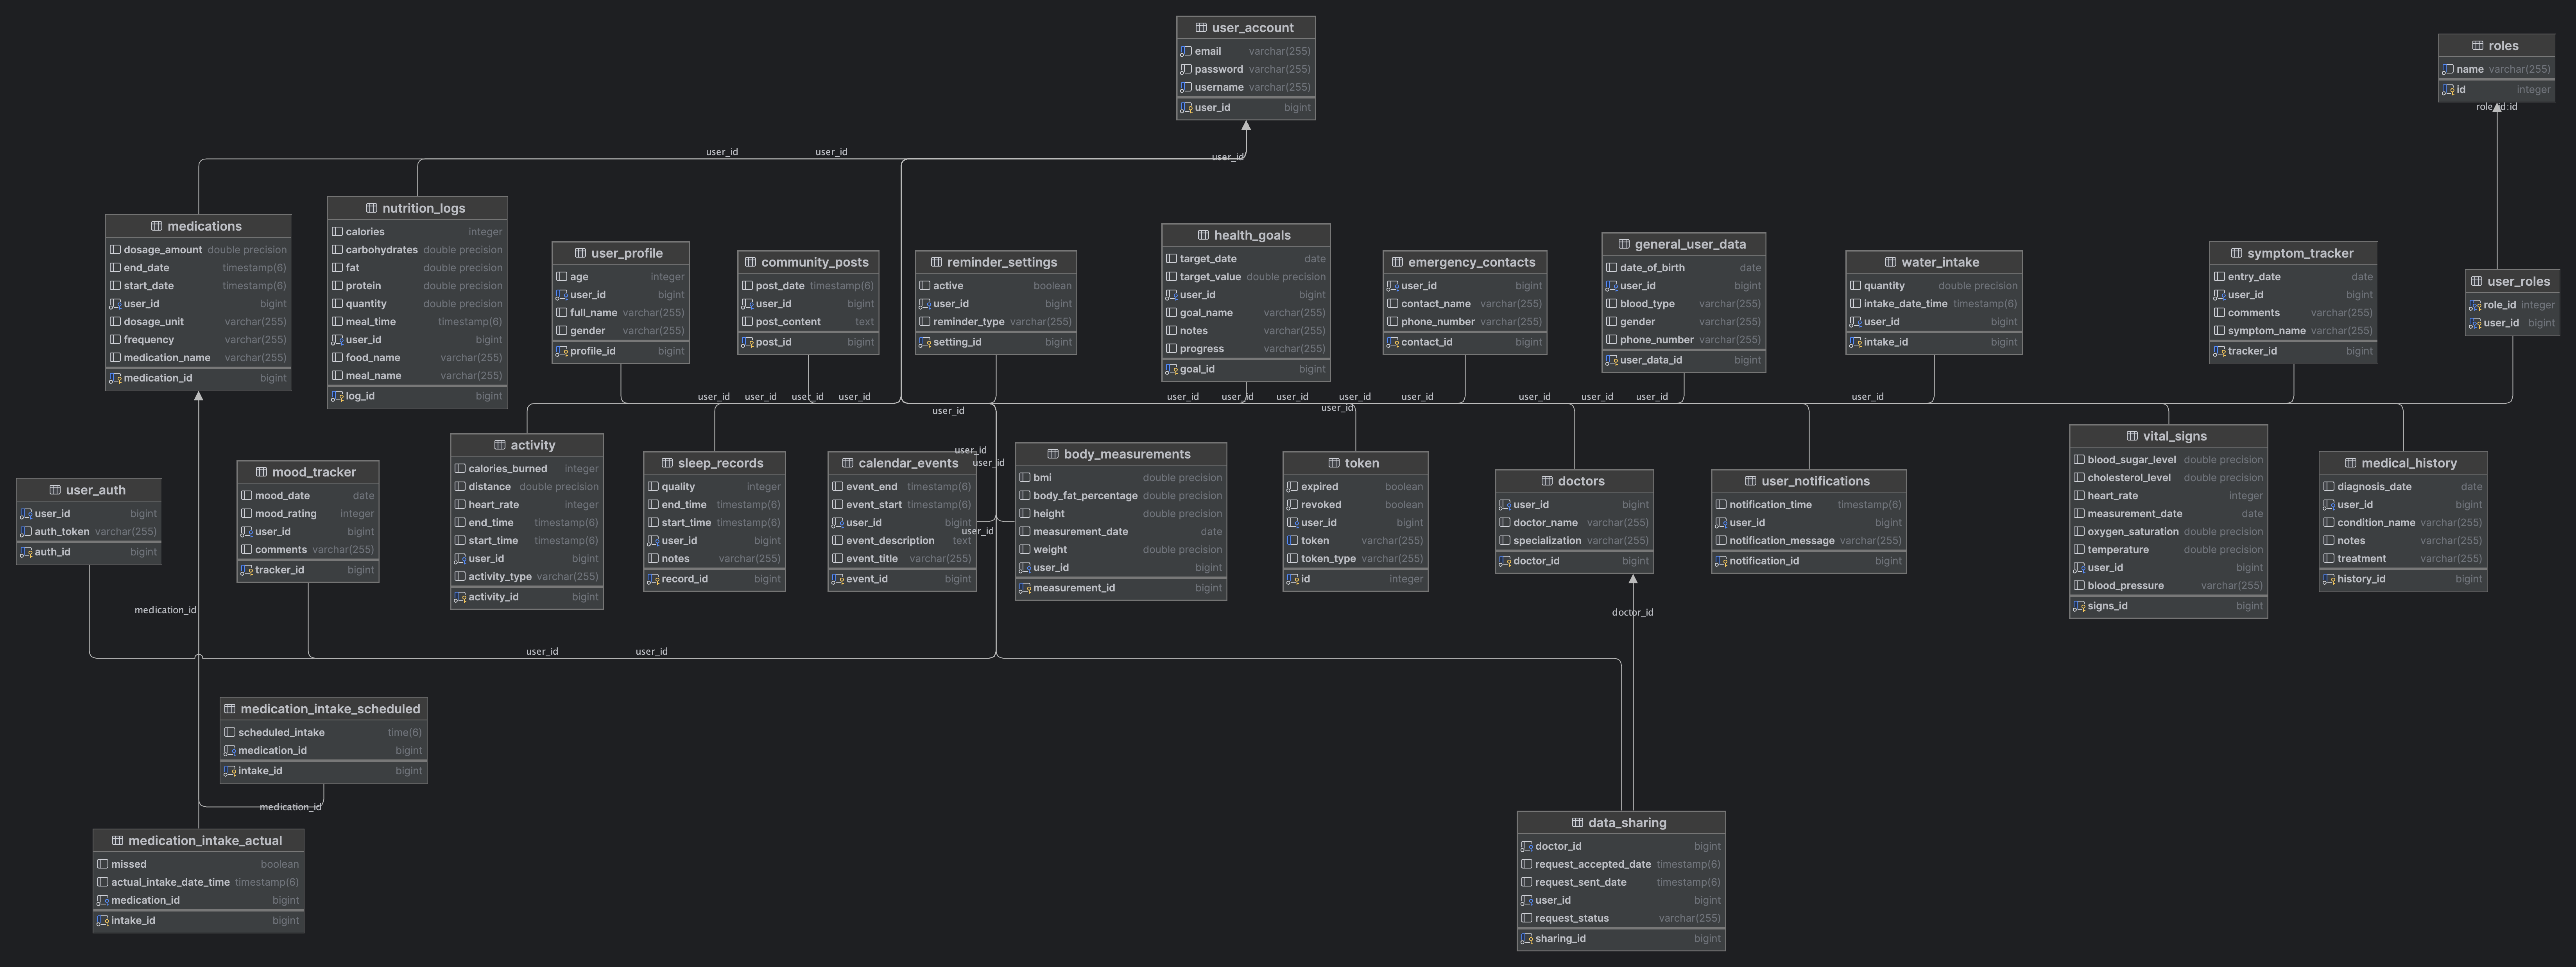 user_account
email varchar(255)
password varchar(255)
username varchar(255)
user_id bigint
roles
name varchar(255)
id integer
role_id:id
user_id
user_id
user_id
medications
dosage_amount double precision
end_date timestamp(6)
start_date timestamp(6)
user_id bigint
dosage_unit varchar(255)
frequency varchar(255)
medication_name varchar(255)
medication_id bigint
nutrition_logs
calories integer
carbohydrates double precision
fat double precision
protein double precision
quantity double precision
meal_time timestamp(6)
user_id bigint
food_name varchar(255)
meal_name varchar(255)
log_id bigint
user_profile
age integer
user_id bigint
full_name varchar(255)
gender varchar(255)
profile_id bigint
community_posts
post_date timestamp(6)
user_id bigint
post_content text
post_id bigint
reminder_settings
active boolean
user_id bigint
reminder_type varchar(255)
setting_id bigint
health_goals
target_date date
target_value double precision
user_id bigint
goal_name varchar(255)
notes varchar(255)
progress varchar(255)
goal_id bigint
emergency_contacts
user_id bigint
contact_name varchar(255)
phone_number varchar(255)
contact_id bigint
general_user_data
date_of_birth date
user_id bigint
blood_type varchar(255)
gender varchar(255)
phone_number varchar(255)
user_data_id bigint
water_intake
quantity double precision
intake_date_time timestamp(6)
user_id bigint
intake_id bigint
symptom_tracker
entry_date date
user_id bigint
comments varchar(255)
symptom_name varchar(255)
tracker_id bigint
user_roles
role_id integer
user_id bigint
user_id user_id user_id user_id user_id user_id user_id user_id user_id user_id user_id user_id user_id
user_id
user_id
user_id
user_id
user_id
user_auth
user_id bigint
auth_token varchar(255)
auth_id bigint
mood_tracker
mood_date date
mood_rating integer
user_id bigint
comments varchar(255)
tracker_id bigint
activity
calories_burned integer
distance double precision
heart_rate integer
end_time timestamp(6)
start_time timestamp(6)
user_id bigint
activity_type varchar(255)
activity_id bigint
sleep_records
quality integer
end_time timestamp(6)
start_time timestamp(6)
user_id bigint
notes varchar(255)
record_id bigint
calendar_events
event_end timestamp(6)
event_start timestamp(6)
user_id bigint
event_description text
event_title varchar(255)
event_id bigint
body_measurements
bmi double precision
body_fat_percentage double precision
height double precision
measurement_date date
weight double precision
user_id bigint
measurement_id bigint
token
expired boolean
revoked boolean
user_id bigint
token varchar(255)
token_type varchar(255)
id integer
doctors
user_id bigint
doctor_name varchar(255)
specialization varchar(255)
doctor_id bigint
user_notifications
notification_time timestamp(6)
user_id bigint
notification_message varchar(255)
notification_id bigint
vital_signs
blood_sugar_level double precision
cholesterol_level double precision
heart_rate integer
measurement_date date
oxygen_saturation double precision
temperature double precision
user_id bigint
blood_pressure varchar(255)
signs_id bigint
medical_history
diagnosis_date date
user_id bigint
condition_name varchar(255)
notes varchar(255)
treatment varchar(255)
history_id bigint
medication_id
doctor_id
user_id user_id
medication_intake_scheduled
scheduled_intake time(6)
medication_id bigint
intake_id bigint
medication_id
medication_intake_actual
missed boolean
actual_intake_date_time timestamp(6)
medication_id bigint
intake_id bigint
data_sharing
doctor_id bigint
request_accepted_date timestamp(6)
request_sent_date timestamp(6)
user_id bigint
request_status varchar(255)
sharing_id bigint